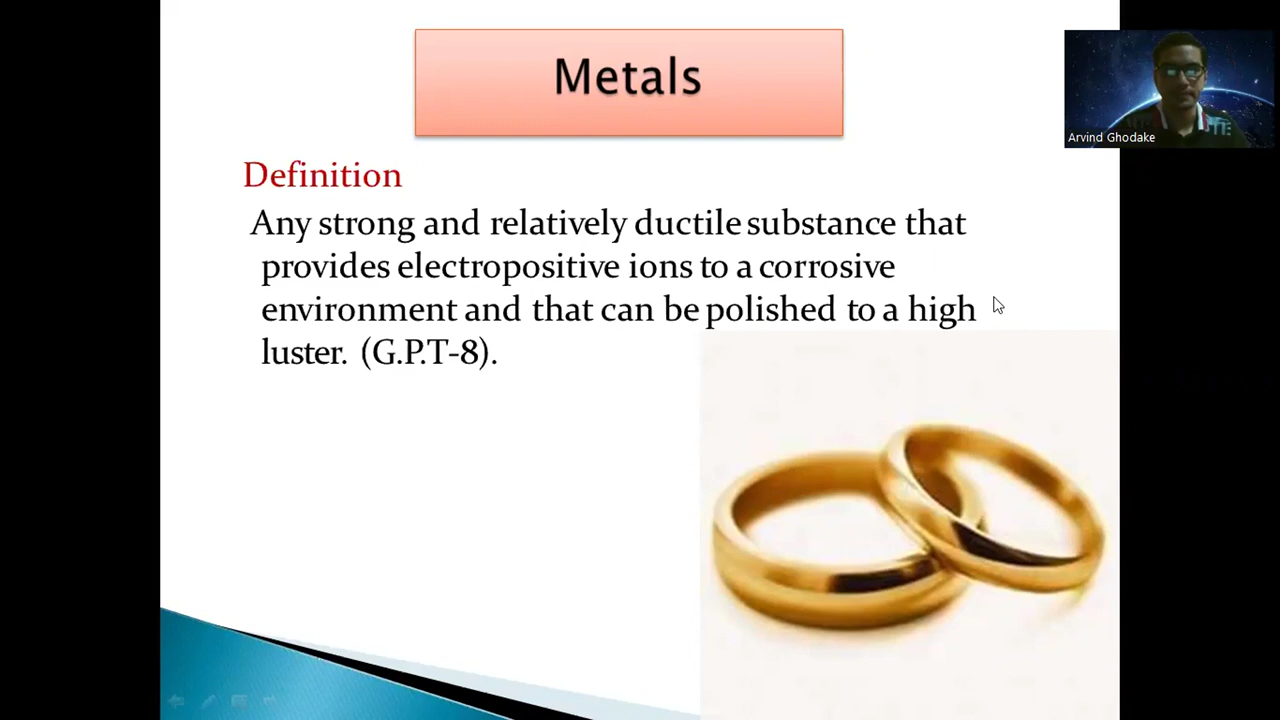 Metals
Arvind Ghodake
Definition
Any strong and relatively ductile substance that
provides electropositive ions to a corrosive
environment and that can be polished to a high
luster. (G.P.T-8).